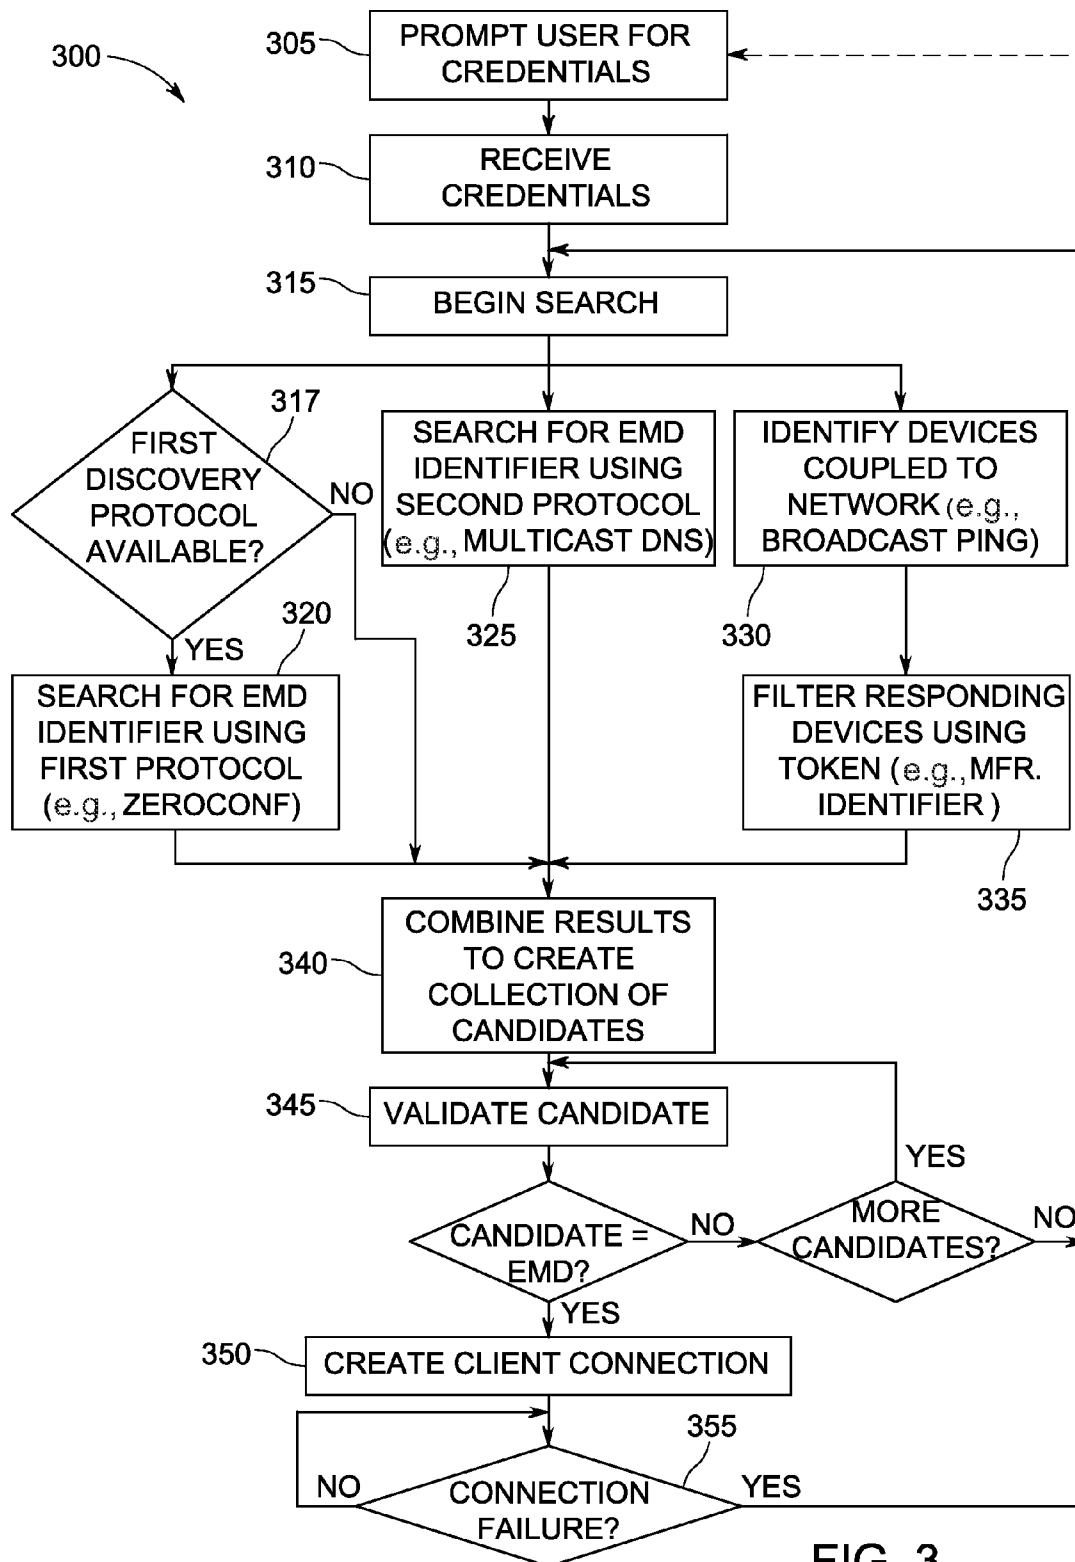 300
305
PROMPT USER FOR
CREDENTIALS
310
RECEIVE
CREDENTIALS
315
BEGIN SEARCH
317
FIRST
DISCOVERY
PROTOCOL
AVAILABLE?
NO
YES
320
SEARCH FOR EMD
IDENTIFIER USING
FIRST PROTOCOL
(e.g., ZEROCONF)
SEARCH FOR EMD
IDENTIFIER USING
SECOND PROTOCOL
(e.g., MULTICAST DNS)
325
IDENTIFY DEVICES
COUPLED TO
NETWORK (e.g.,
BROADCAST PING)
330
FILTER RESPONDING
DEVICES USING
TOKEN (e.g., MFR.
IDENTIFIER )
335
340
COMBINE RESULTS
TO CREATE
COLLECTION OF
CANDIDATES
345
VALIDATE CANDIDATE
CANDIDATE =
EMD?
NO
YES
MORE
CANDIDATES?
YES
NO
350
CREATE CLIENT CONNECTION
355
CONNECTION
FAILURE?
NO
YES
FIG. 3